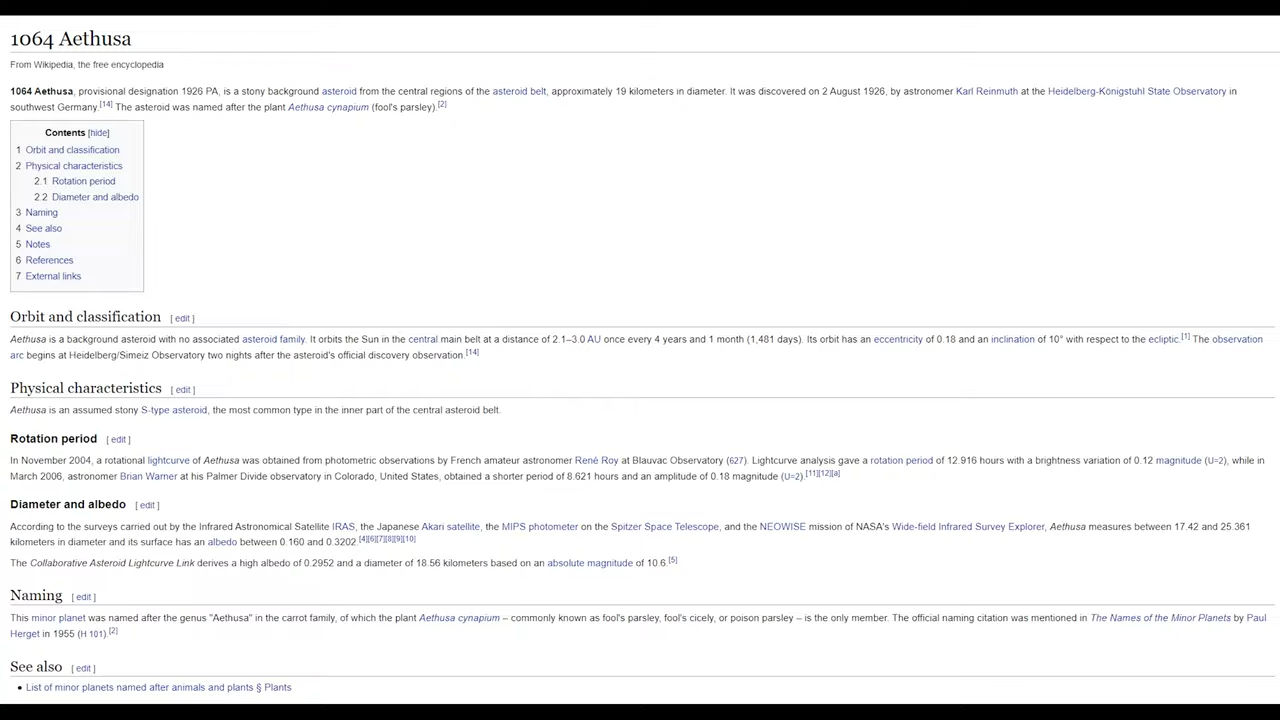 1064 Aethusa
From Wikipedia, the free encyclopedia
1064 Aethusa, provisional designation 1926 PA, is a stony background asteroid from the central regions of the asteroid belt, approximately 19 kilometers in diameter. It was discovered on 2 August 1926, by astronomer Karl Reinmuth at the Heidelberg-Königstuhl State Observatory in
southwest Germany.[14] The asteroid was named after the plant Aethusa cynapium (fool's parsley).[2]
Contents [hide]
1 Orbit and classification
2 Physical characteristics
2.1 Rotation period
2.2 Diameter and albedo
3 Naming
4 See also
5 Notes
6 References
7 External links
Orbit and classification [ edit ]
Aethusa is a background asteroid with no associated asteroid family. It orbits the Sun in the central main belt at a distance of 2.1–3.0 AU once every 4 years and 1 month (1,481 days). Its orbit has an eccentricity of 0.18 and an inclination of 10° with respect to the ecliptic.[1] The observation
arc begins at Heidelberg/Simeiz Observatory two nights after the asteroid's official discovery observation.[14]
Physical characteristics [ edit ]
Aethusa is an assumed stony S-type asteroid, the most common type in the inner part of the central asteroid belt.
Rotation period [ edit ]
In November 2004, a rotational lightcurve of Aethusa was obtained from photometric observations by French amateur astronomer René Roy at Blauvac Observatory (627). Lightcurve analysis gave a rotation period of 12.916 hours with a brightness variation of 0.12 magnitude (U=2), while in
March 2006, astronomer Brian Warner at his Palmer Divide observatory in Colorado, United States, obtained a shorter period of 8.621 hours and an amplitude of 0.18 magnitude (U=2).[11][12][a]
Diameter and albedo [ edit ]
According to the surveys carried out by the Infrared Astronomical Satellite IRAS, the Japanese Akari satellite, the MIPS photometer on the Spitzer Space Telescope, and the NEOWISE mission of NASA's Wide-field Infrared Survey Explorer, Aethusa measures between 17.42 and 25.361
kilometers in diameter and its surface has an albedo between 0.160 and 0.3202.[4][6][7][8][9][10]
The Collaborative Asteroid Lightcurve Link derives a high albedo of 0.2952 and a diameter of 18.56 kilometers based on an absolute magnitude of 10.6.[5]
Naming [ edit ]
This minor planet was named after the genus "Aethusa" in the carrot family, of which the plant Aethusa cynapium – commonly known as fool's parsley, fool's cicely, or poison parsley – is the only member. The official naming citation was mentioned in The Names of the Minor Planets by Paul
Herget in 1955 (H 101).[2]
See also [ edit ]
• List of minor planets named after animals and plants § Plants